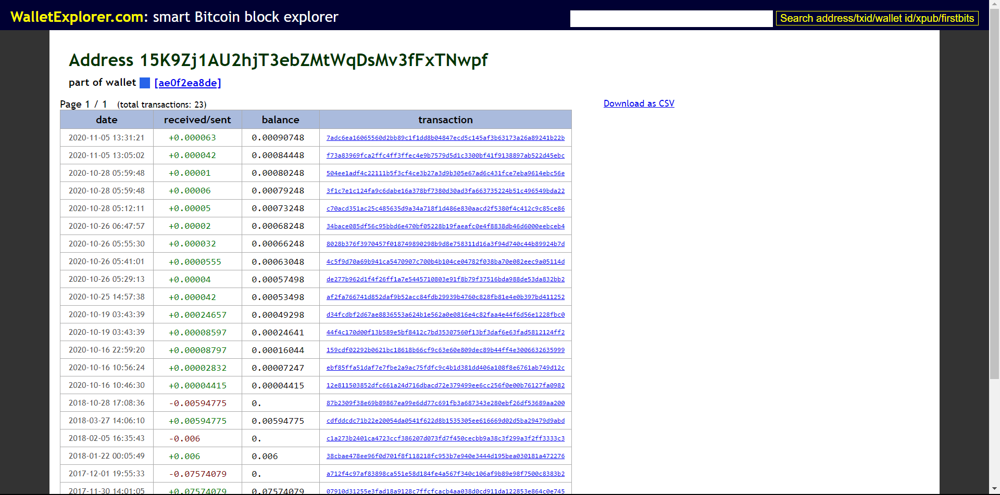 WalletExplorer.com: smart Bitcoin block explorer
Search address/txid/wallet id/xpub/firstbits
Address 15K9Zj1AU2hjT3ebZMtWqDsMv3fFxTNwpf
part of wallet [ae0f2ea8de]
Page 1 / 1 (total transactions: 23)
Download as CSV
date received/sent balance transaction
2020-11-05 13:31:21 +0.000063 0.00090748 7adc6ea16065560d2bb89c1f1dd8b04847ecd5c145af3b63173a26a89241b22b
2020-11-05 13:05:02 +0.000042 0.00084448 f73a83969fca2ffc4ff3ffec4e9b7579d5d1c3300bf41f9138897ab522d45ebc
2020-10-28 05:59:48 +0.00001 0.00080248 504ee1adf4c22111b5f3cf4ce3b27a3d9b305e67ad6c431fce7eba9614ebc56e
2020-10-28 05:59:48 +0.00006 0.00079248 3f1c7e1c124fa9c6dabe16a378bf7380d30ad3fa663735224b51c496549bda22
2020-10-28 05:12:11 +0.00005 0.00073248 c70acd351ac25c485635d9a34a718f1d486e830aacd2f5380f4c412c9c85ce86
2020-10-26 06:47:57 +0.00002 0.00068248 34bace085df56c95bbd6e470bf05228b19faeafc0e4f8838db46d6000eebceb4
2020-10-26 05:55:30 +0.000032 0.00066248 8028b376f3970457f018749890298b9d8e758311d16a3f94d740c44b89924b7d
2020-10-26 05:41:01 +0.0000555 0.00063048 4c5f9d70a69b941ca5470907c700b4b104ce04782f038ba70e082eec9a05114d
2020-10-26 05:29:13 +0.00004 0.00057498 de277b962d1f4f26ff1a7e5445710803e91f8b79f37516bda988de53da832bb2
2020-10-25 14:57:38 +0.000042 0.00053498 af2fa766741d852daf9b52acc84fdb29939b4760c828fb81e4e0b397bd411252
2020-10-19 03:43:39 +0.00024657 0.00049298 d34fcdbf2d67ae8836553a624b1e562a0e0816e4c82faa4e44f6d56e1228fbc0
2020-10-19 03:43:39 +0.00008597 0.00024641 44f4c170d00f13b589e5bf8412c7bd35307560f13bf3daf6e63fad5812124ff2
2020-10-16 22:59:20 +0.00008797 0.00016044 159cdf02292b0621bc18618b66cf9c63e60e809dec89b44ff4e3006632635999
2020-10-16 10:56:24 +0.00002832 0.00007247 ebf85ffa51daf7e7fbe2a9ac75fdfc9c4b1d381dd406a108f8e6761ab749d12c
2020-10-16 10:46:30 +0.00004415 0.00004415 12e811503852dfc661a24d716dbacd72e379499ee6cc256f0e00b76127fa0982
2018-10-28 17:08:36 -0.00594775 0. 87b2309f38e69b89867ea99e6dd77c691fb3a687343e280ebf26df53689aa200
2018-03-27 14:06:10 +0.00594775 0.00594775 cdfddcdc71b22e20054da0541f622d8b1535305ee616669d02d5ba29479d9abd
2018-02-05 16:35:43 -0.006 0. c1a273b2401ca4723ccf386207d073fd7f450cecbb9a38c3f299a3f2ff3333c3
2018-01-22 00:05:49 +0.006 0.006 38cbae478ee96f0d701f8f118218fc953b7e940e3444d195bea030181a472276
2017-12-01 19:55:33 -0.07574079 0. a712f4c97af83898ca551e58d184fe4a567f340c106af9b89e98f7500c8383b2
2017-11-30 14:01:05 +0.07574079 0.07574079 07910d31255e3fad18a9128c7ffcfcacb4aa038d0cd911da122853e864c0e745